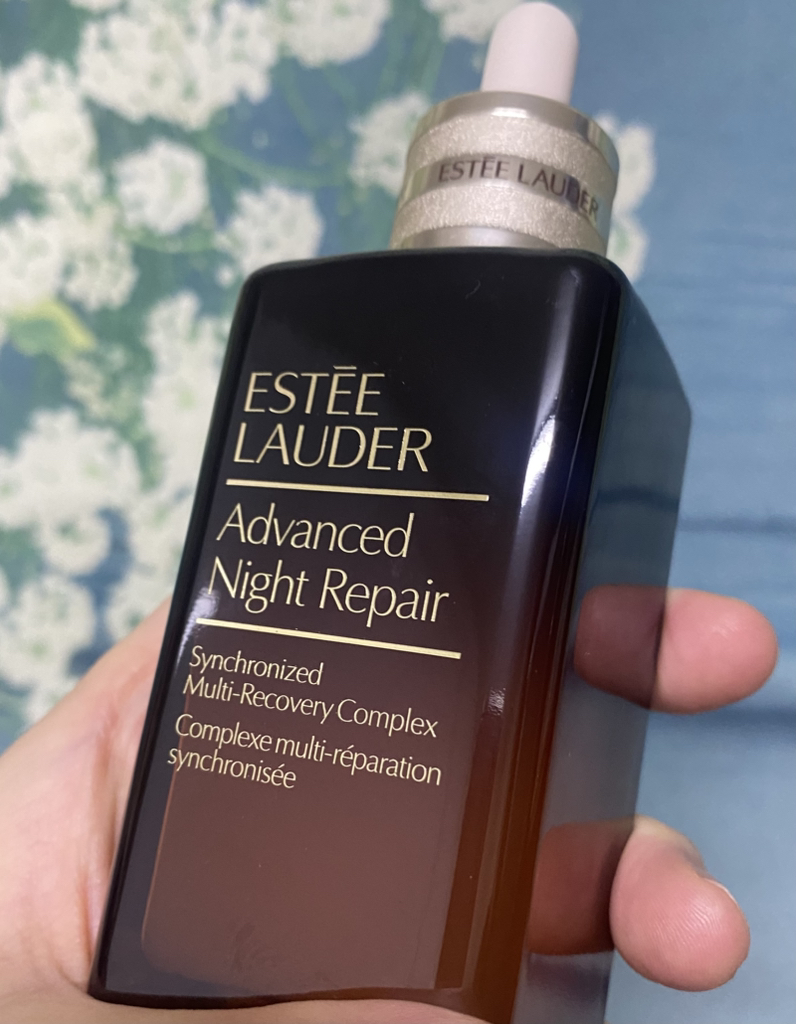 ESTĒE LAUDER
ESTĒE
LAUDER
Advanced
Night Repair
Synchronized
Multi-Recovery Complex
Complexe multi-réparation
synchronisée